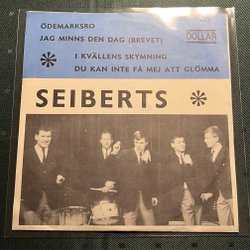 ÖDEMARKSRO
JAG MINNS DEN DAG (BREVET)
DOLLAR
I KVÄLLENS SKYMNING
DU KAN INTE FÅ MEJ ATT GLÖMMA
SEIBERTS